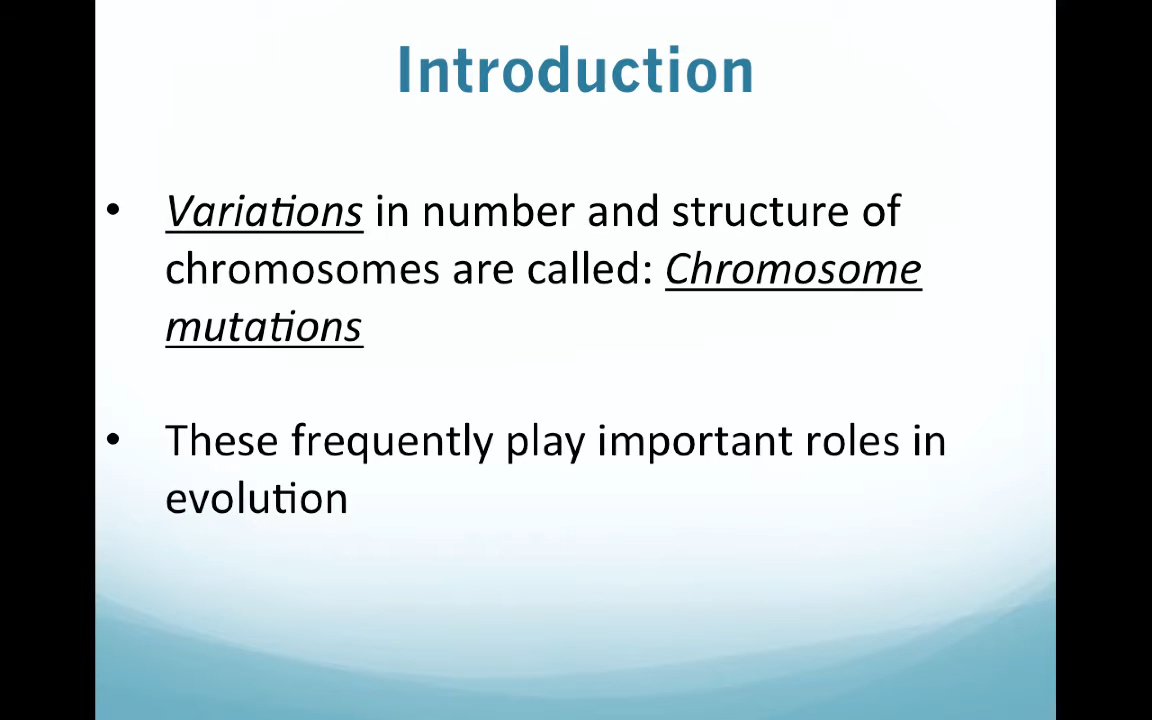 Introduction
• Variations in number and structure of
chromosomes are called: Chromosome
mutations
• These frequently play important roles in
evolution